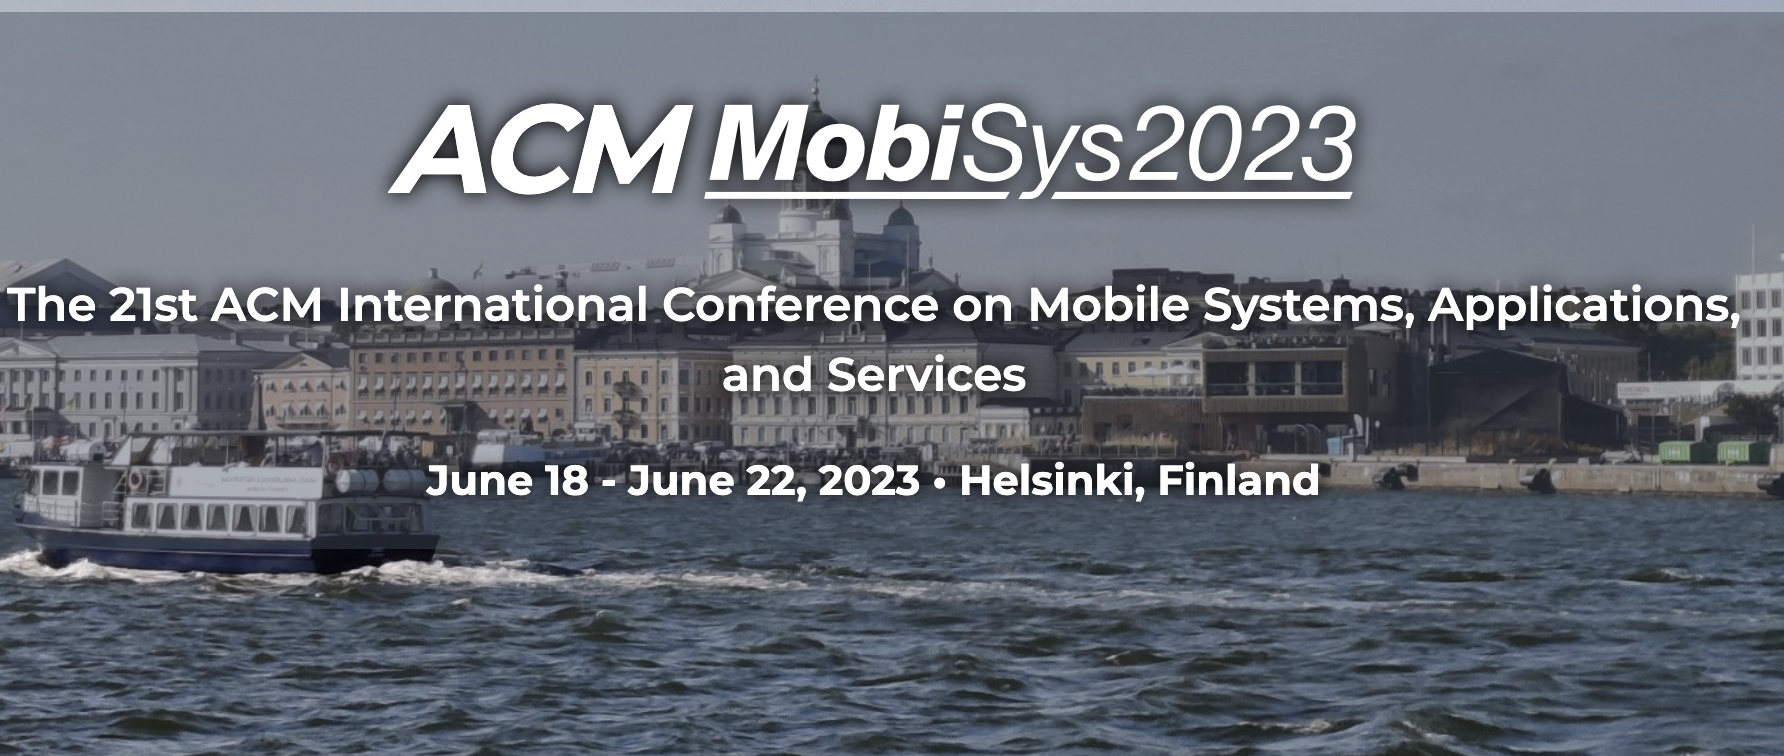 ACM MobiSys2023
The 21st ACM International Conference on Mobile Systems, Applications,
and Services
June 18 - June 22, 2023 • Helsinki, Finland